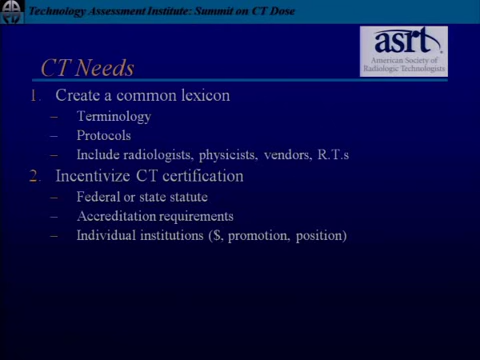 Technology Assessment Institute: Summit on CT Dose
asrt
American Society of
Radiologic Technologists
CT Needs
1. Create a common lexicon
– Terminology
– Protocols
– Include radiologists, physicists, vendors, R.T.s
2. Incentivize CT certification
– Federal or state statute
– Accreditation requirements
– Individual institutions ($, promotion, position)